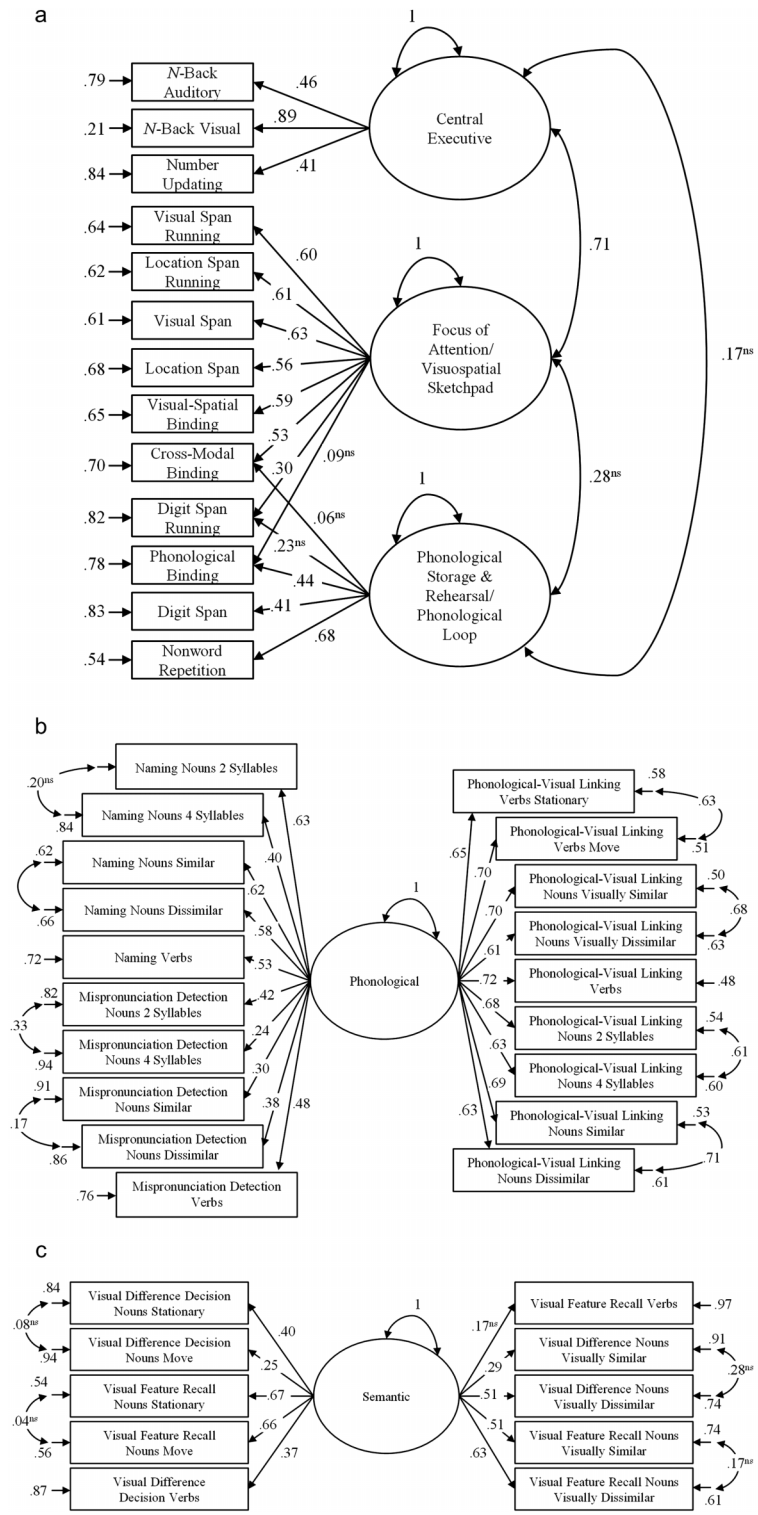 a
1
.79
N-Back
Auditory
.46
.21
N-Back Visual
.89
.84
Number
Updating
.41
Central
Executive
.64
Visual Span
Running
.60
.62
Location Span
Running
.61
.61
Visual Span
.63
.68
Location Span
.56
.65
Visual-Spatial
Binding
.59
.70
Cross-Modal
Binding
.53
.06ns
.82
Digit Span
Running
.30
.23ns
.78
Phonological
Binding
.09ns
.44
.83
Digit Span
.41
.54
Nonword
Repetition
.68
1
Focus of
Attention/
Visuospatial
Sketchpad
1
Phonological
Storage &
Rehearsal/
Phonological
Loop
.71
.28ns
.17ns
b
Naming Nouns 2 Syllables
.63
.20ns
.84
Naming Nouns 4 Syllables
.40
.62
Naming Nouns Similar
.62
.66
Naming Nouns Dissimilar
.58
.72
Naming Verbs
.53
.82
Mispronunciation Detection
Nouns 2 Syllables
.42
.33
.94
Mispronunciation Detection
Nouns 4 Syllables
.24
.91
Mispronunciation Detection
Nouns Similar
.30
.17
.86
Mispronunciation Detection
Nouns Dissimilar
.38
.76
Mispronunciation Detection
Verbs
.48
1
Phonological
.65
Phonological-Visual Linking
Verbs Stationary
.58
.63
.70
Phonological-Visual Linking
Verbs Move
.51
.70
Phonological-Visual Linking
Nouns Visually Similar
.50
.68
.61
Phonological-Visual Linking
Nouns Visually Dissimilar
.63
.72
Phonological-Visual Linking
Verbs
.48
.68
Phonological-Visual Linking
Nouns 2 Syllables
.54
.61
.63
Phonological-Visual Linking
Nouns 4 Syllables
.60
.69
Phonological-Visual Linking
Nouns Similar
.53
.71
.63
Phonological-Visual Linking
Nouns Dissimilar
.61
c
.84
Visual Difference Decision
Nouns Stationary
.40
.08ns
.94
Visual Difference Decision
Nouns Move
.25
.54
Visual Feature Recall
Nouns Stationary
.67
.04ns
.56
Visual Feature Recall
Nouns Move
.66
.87
Visual Difference
Decision Verbs
.37
1
Semantic
.17ns
Visual Feature Recall Verbs
.97
.29
Visual Difference Nouns
Visually Similar
.91
.28ns
.51
Visual Difference Nouns
Visually Dissimilar
.74
.51
Visual Feature Recall Nouns
Visually Similar
.74
.17ns
.63
Visual Feature Recall Nouns
Visually Dissimilar
.61